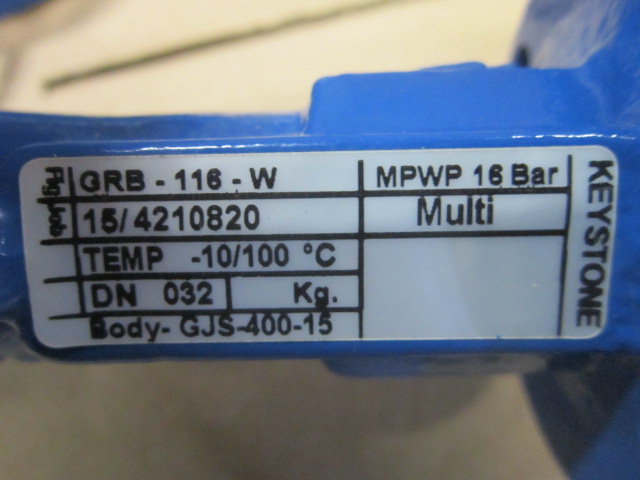 Fig GRB - 116 - W MPWP 16 Bar
Job 15/ 4210820 Multi
TEMP -10/100 °C
DN 032 Kg.
Body- GJS-400-15
KEYSTONE